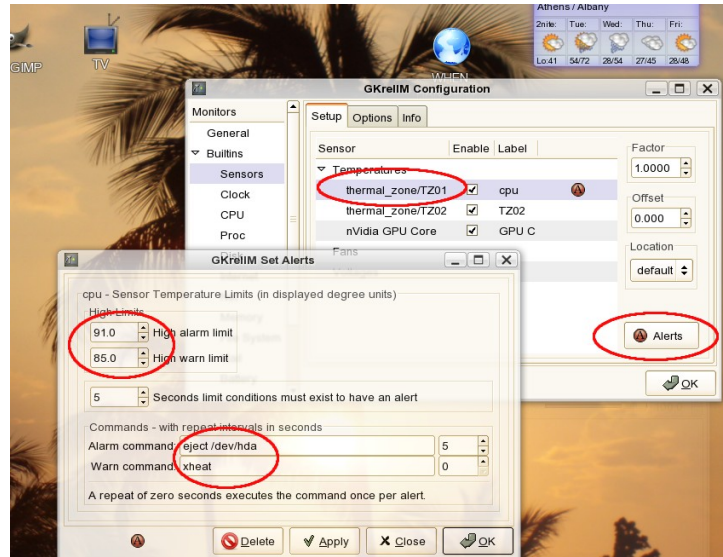 Athens / Albany
2nite: Tue: Wed: Thu: Fri:
Lo:41 54/72 28/54 27/45 28/48
GIMP
TV
WHEN
GKrellM Configuration
Monitors
General
Builtins
Sensors
Clock
CPU
Proc
Setup Options Info
Sensor Enable Label
Temperatures
thermal_zone/TZ01 cpu
thermal_zone/TZ02 TZ02
nVidia GPU Core GPU C
Fans
Factor
1.0000
Offset
0.000
Location
default
Alerts
OK
GKrellM Set Alerts
cpu - Sensor Temperature Limits (in displayed degree units)
High Limits
91.0 High alarm limit
85.0 High warn limit
5 Seconds limit conditions must exist to have an alert
Commands - with repeat intervals in seconds
Alarm command: eject /dev/hda 5
Warn command: xheat 0
A repeat of zero seconds executes the command once per alert.
Delete Apply Close OK